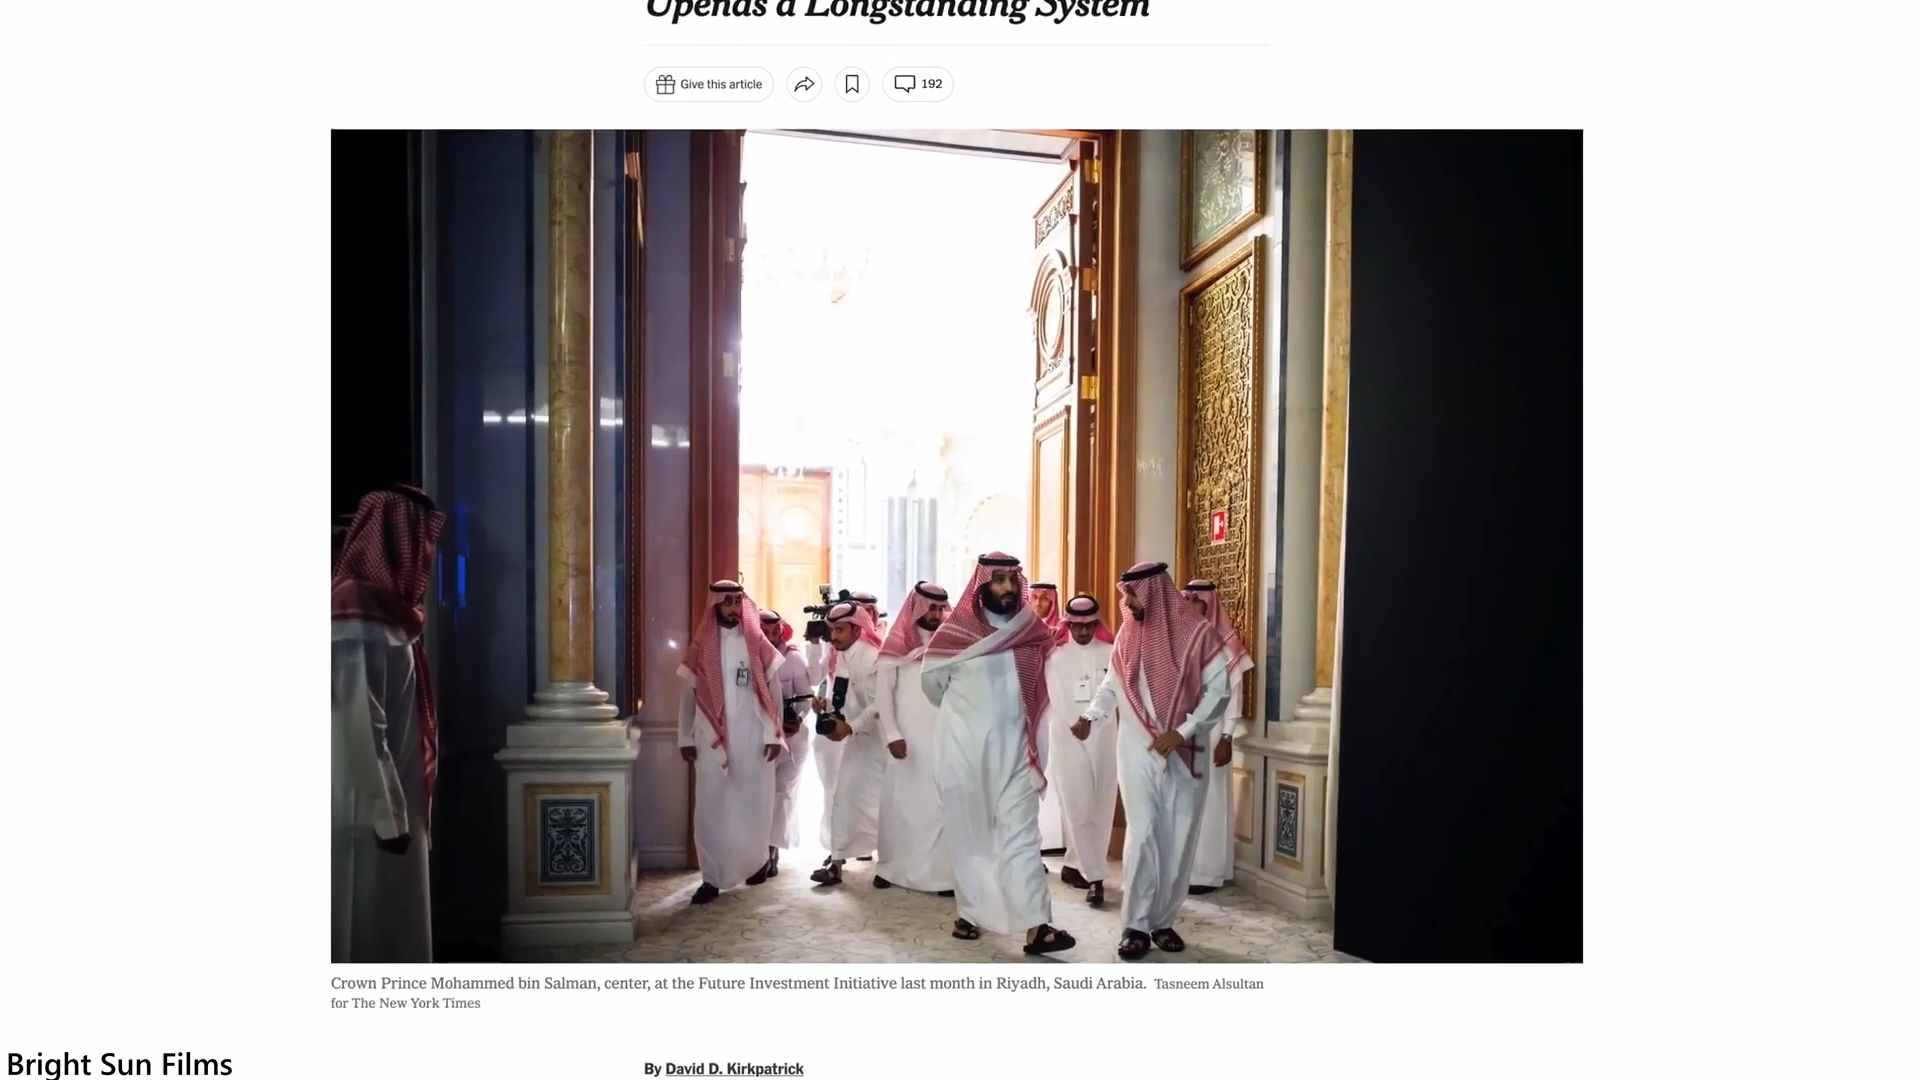 Upends a Longstanding System
Give this article
192
Crown Prince Mohammed bin Salman, center, at the Future Investment Initiative last month in Riyadh, Saudi Arabia. Tasneem Alsultan
for The New York Times
Bright Sun Films
By David D. Kirkpatrick